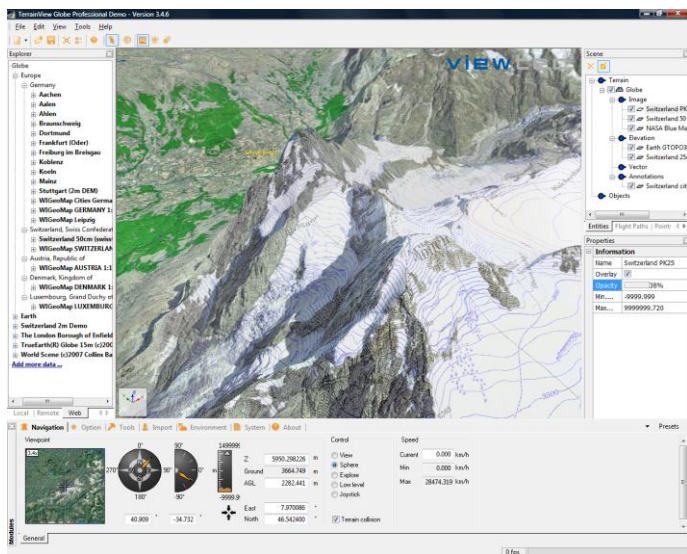 TerrainView Globe Professional Demo - Version 3.4.6
File Edit View Tools Help
Explorer
Globe
Europe
Germany
Aachen
Aalen
Ahlen
Braunschweig
Dortmund
Frankfurt (Oder)
Freiburg im Breisgau
Koblenz
Koeln
Mainz
Stuttgart (2m DEM)
WIGeoMap Cities Germa
WIGeoMap GERMANY 1:
WIGeoMap Leipzig
Switzerland, Swiss Confederat
Switzerland 50cm (swiss
WIGeoMap SWITZERLAN
Austria, Republic of
WIGeoMap AUSTRIA 1:1
Denmark, Kingdom of
WIGeoMap DENMARK 1:
Luxembourg, Grand Duchy of
WIGeoMap LUXEMBURG
Earth
Switzerland 2m Demo
The London Borough of Enfield
TrueEarth(R) Globe 15m (c)200
World Scene (c)2007 Collins Ba
Add more data ...
Local Remote Web
view
Scene
Terrain
Globe
Image
Switzerland PK
Switzerland 50
NASA Blue Ma
Elevation
Earth GTOPO3
Switzerland 25
Vector
Annotations
Switzerland cit
Objects
Entities Flight Paths Point
Properties
Information
Name Switzerland PK25
Overlay
Opacity 38%
Min.... -9999.999
Max... 9999999.720
Navigation Option Tools Import Environment System About Presets
Viewpoint
3.4s
0° 90° 1499999
270° 0° m
180° -90° -9999.9
40.909 ° -34.732 °
Z 5950.298226 m
Ground 3664.749 m
AGL 2282.441 m
East 7.970086 °
North 46.542400 °
Control
View
Sphere
Explore
Low level
Joystick
Terrain collision
Speed
Current 0.000 km/h
Min 0.000 km/h
Max 28474.319 km/h
Modules
General
0 fps